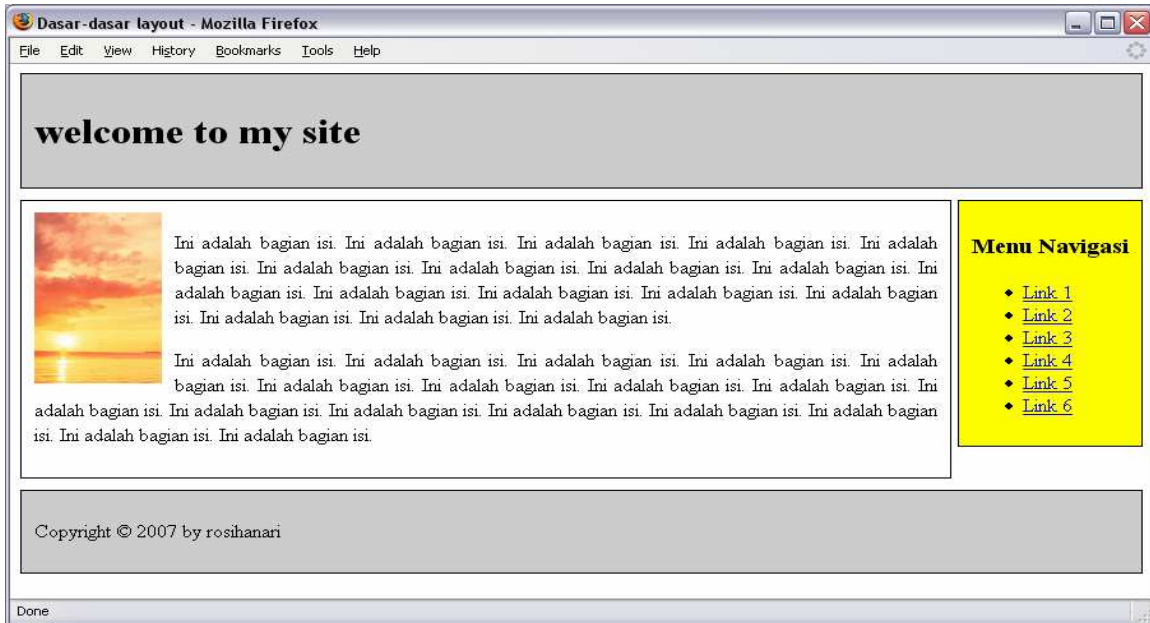 Dasar-dasar layout - Mozilla Firefox
File Edit View History Bookmarks Tools Help
welcome to my site
Ini adalah bagian isi. Ini adalah bagian isi. Ini adalah bagian isi. Ini adalah bagian isi. Ini adalah
bagian isi. Ini adalah bagian isi. Ini adalah bagian isi. Ini adalah bagian isi. Ini adalah bagian isi. Ini
adalah bagian isi. Ini adalah bagian isi. Ini adalah bagian isi. Ini adalah bagian isi. Ini adalah bagian
isi. Ini adalah bagian isi. Ini adalah bagian isi. Ini adalah bagian isi.
Ini adalah bagian isi. Ini adalah bagian isi. Ini adalah bagian isi. Ini adalah bagian isi. Ini adalah
bagian isi. Ini adalah bagian isi. Ini adalah bagian isi. Ini adalah bagian isi. Ini adalah bagian isi. Ini
adalah bagian isi. Ini adalah bagian isi. Ini adalah bagian isi. Ini adalah bagian isi. Ini adalah bagian
isi. Ini adalah bagian isi. Ini adalah bagian isi.
Menu Navigasi
Link 1
Link 2
Link 3
Link 4
Link 5
Link 6
Copyright © 2007 by rosihanari
Done